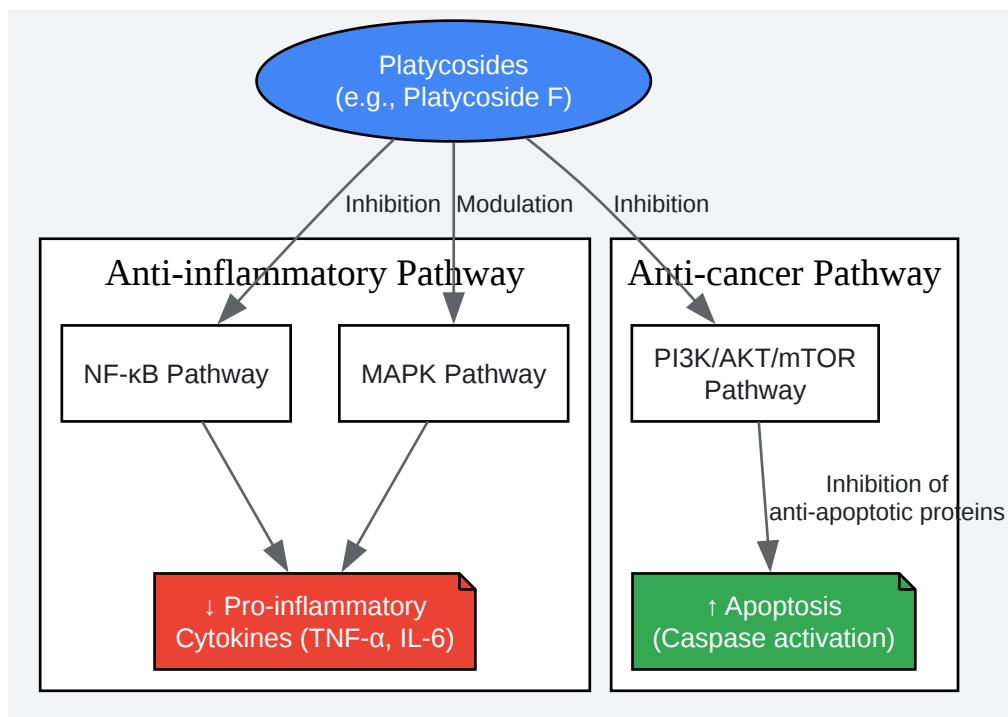 Platycosides
(e.g., Platycoside F)
Inhibition
Modulation
Inhibition
Anti-inflammatory Pathway
Anti-cancer Pathway
NF-κB Pathway
MAPK Pathway
PI3K/AKT/mTOR
Pathway
Inhibition of
anti-apoptotic proteins
↓ Pro-inflammatory
Cytokines (TNF-α, IL-6)
↑ Apoptosis
(Caspase activation)